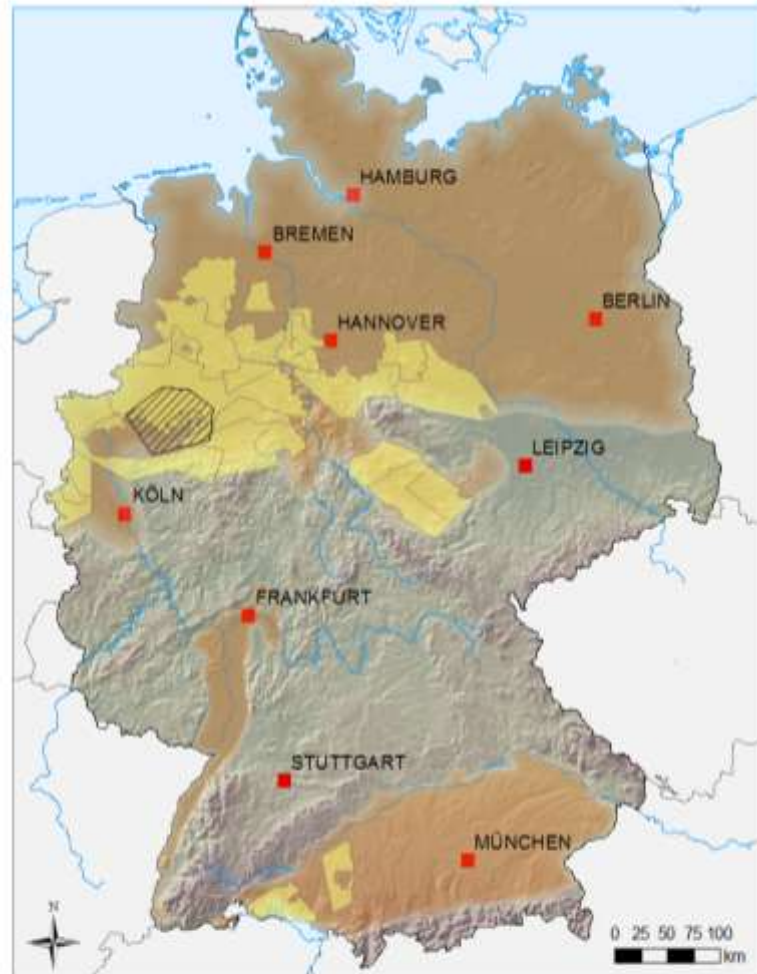 HAMBURG
BREMEN
BERLIN
HANNOVER
LEIPZIG
KÖLN
FRANKFURT
STUTTGART
MÜNCHEN
N
0 25 50 75 100
km